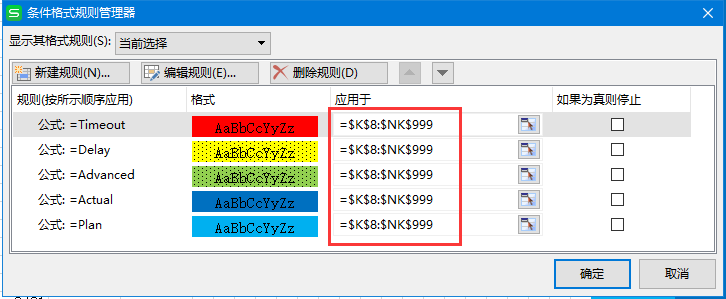 条件格式规则管理器
显示其格式规则(S): 当前选择
新建规则(N)... 编辑规则(E)... 删除规则(D)
规则(按所示顺序应用) 格式 应用于 如果为真则停止
公式: =Timeout AaBbCcYyZz =$K$8:$NK$999
公式: =Delay AaBbCcYyZz =$K$8:$NK$999
公式: =Advanced AaBbCcYyZz =$K$8:$NK$999
公式: =Actual AaBbCcYyZz =$K$8:$NK$999
公式: =Plan AaBbCcYyZz =$K$8:$NK$999
确定 取消